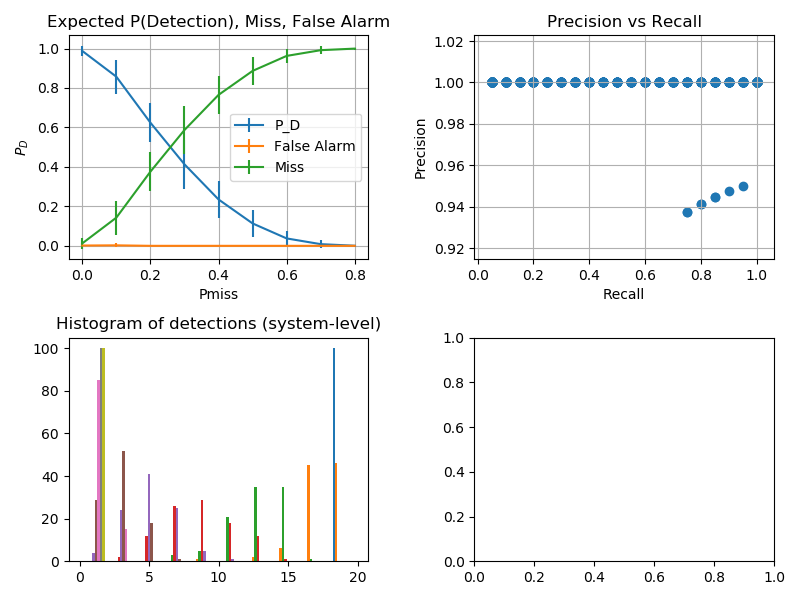 Expected P(Detection), Miss, False Alarm
1.0
0.8
0.6
0.4
0.2
0.0
P_D
P_D
False Alarm
Miss
0.0 0.2 0.4 0.6 0.8
Pmiss
Precision vs Recall
1.02
1.00
0.98
0.96
0.94
0.92
Precision
0.0 0.2 0.4 0.6 0.8 1.0
Recall
Histogram of detections (system-level)
100
80
60
40
20
0
0 5 10 15 20
1.0
0.8
0.6
0.4
0.2
0.0
0.0 0.2 0.4 0.6 0.8 1.0